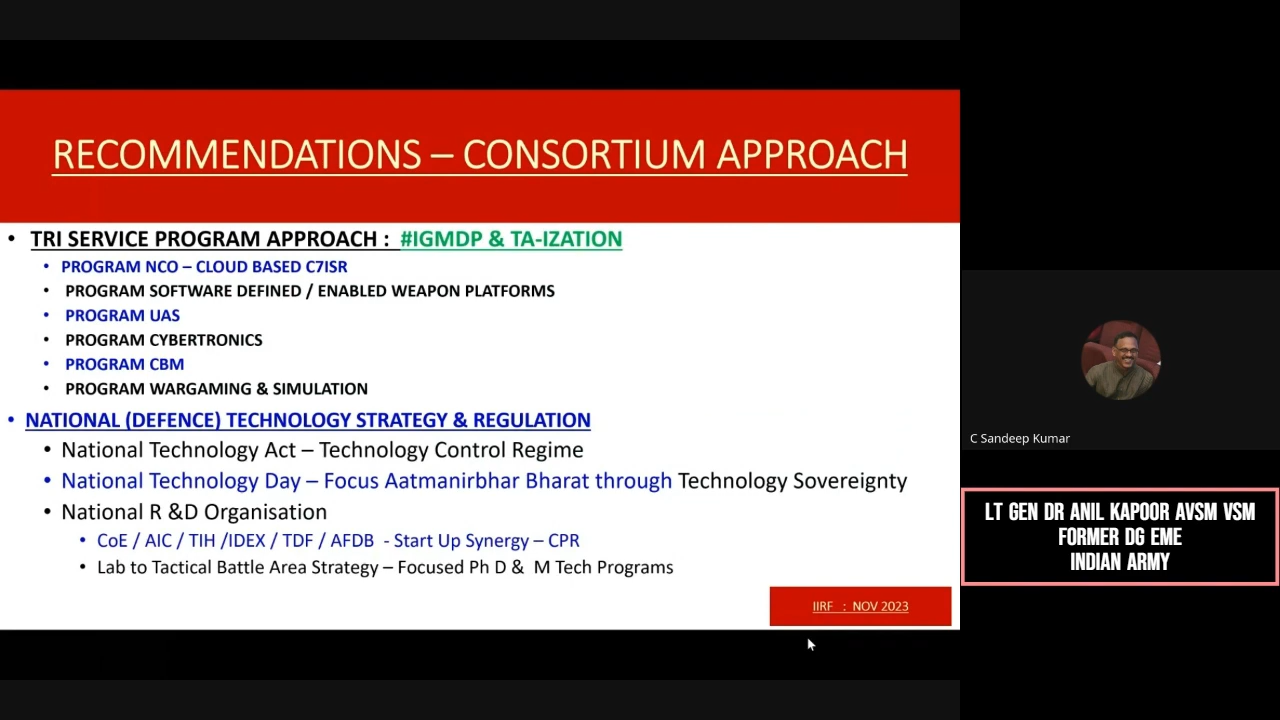 RECOMMENDATIONS – CONSORTIUM APPROACH
• TRI SERVICE PROGRAM APPROACH : #IGMDP & TA-IZATION
• PROGRAM NCO – CLOUD BASED C7ISR
• PROGRAM SOFTWARE DEFINED / ENABLED WEAPON PLATFORMS
• PROGRAM UAS
• PROGRAM CYBERTRONICS
• PROGRAM CBM
• PROGRAM WARGAMING & SIMULATION
• NATIONAL (DEFENCE) TECHNOLOGY STRATEGY & REGULATION
• National Technology Act – Technology Control Regime
• National Technology Day – Focus Aatmanirbhar Bharat through Technology Sovereignty
• National R &D Organisation
• CoE / AIC / TIH /IDEX / TDF / AFDB - Start Up Synergy – CPR
• Lab to Tactical Battle Area Strategy – Focused Ph D & M Tech Programs
IIRF : NOV 2023
C Sandeep Kumar
LT GEN DR ANIL KAPOOR AVSM VSM
FORMER DG EME
INDIAN ARMY